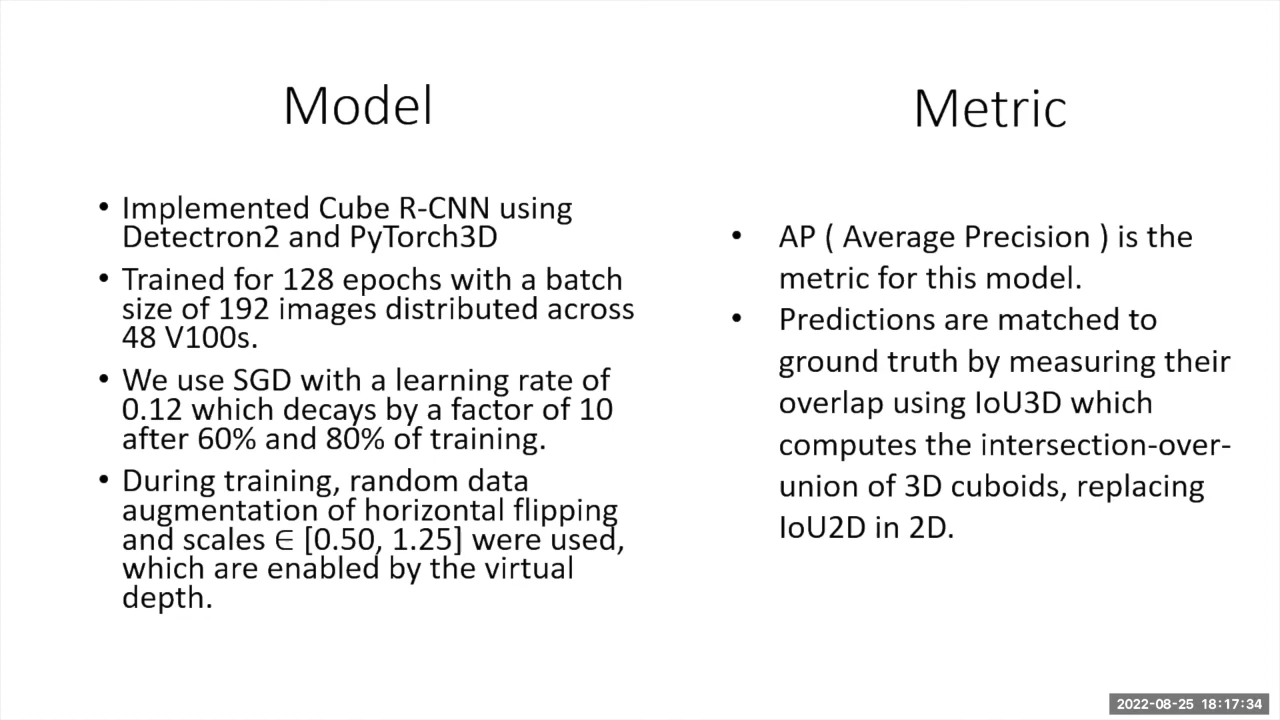 Model
• Implemented Cube R-CNN using
Detectron2 and PyTorch3D
• Trained for 128 epochs with a batch
size of 192 images distributed across
48 V100s.
• We use SGD with a learning rate of
0.12 which decays by a factor of 10
after 60% and 80% of training.
• During training, random data
augmentation of horizontal flipping
and scales ∈ [0.50, 1.25] were used,
which are enabled by the virtual
depth.
Metric
• AP ( Average Precision ) is the
metric for this model.
• Predictions are matched to
ground truth by measuring their
overlap using IoU3D which
computes the intersection-over-
union of 3D cuboids, replacing
IoU2D in 2D.
2022-08-25 18:17:34